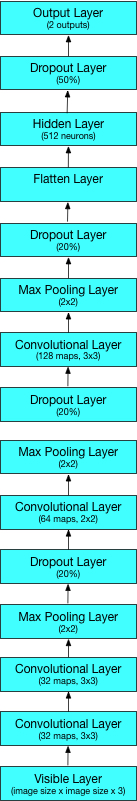 Output Layer
(2 outputs)
Dropout Layer
(50%)
Hidden Layer
(512 neurons)
Flatten Layer
Dropout Layer
(20%)
Max Pooling Layer
(2x2)
Convolutional Layer
(128 maps, 3x3)
Dropout Layer
(20%)
Max Pooling Layer
(2x2)
Convolutional Layer
(64 maps, 2x2)
Dropout Layer
(20%)
Max Pooling Layer
(2x2)
Convolutional Layer
(32 maps, 3x3)
Convolutional Layer
(32 maps, 3x3)
Visible Layer
(image size x image size x 3)